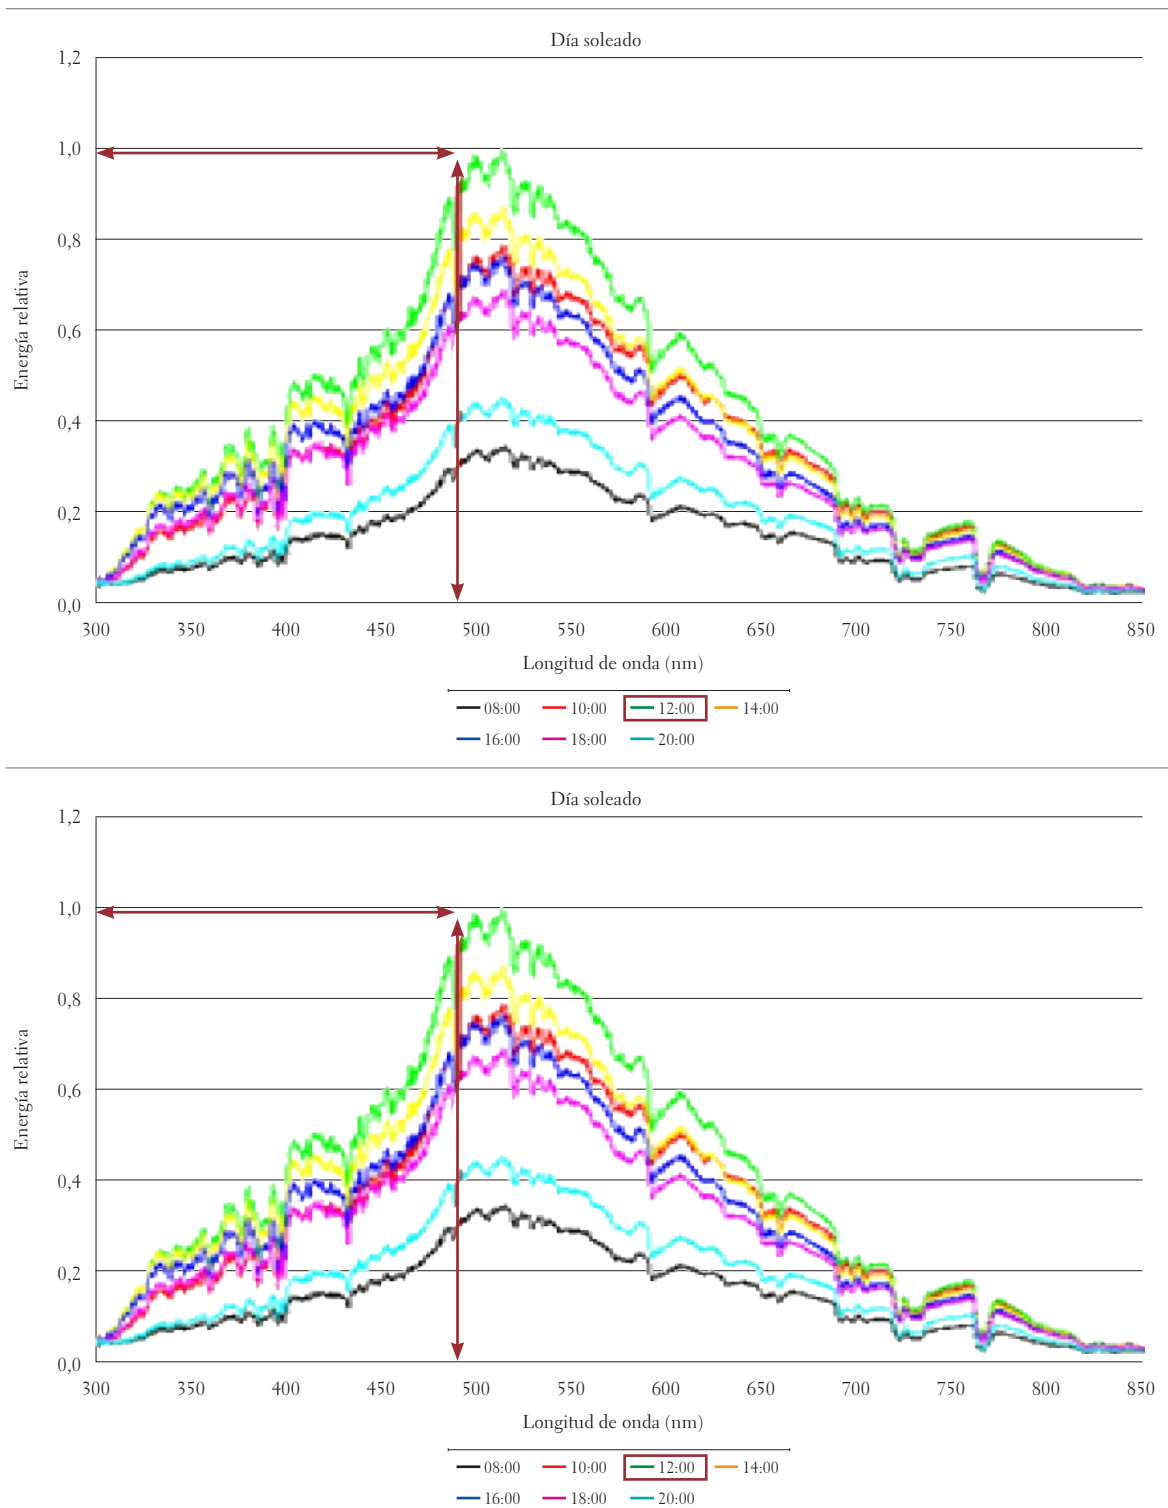 Día soleado
1,2
1,0
0,8
0,6
0,4
0,2
0,0
Energía relativa
300 350 400 450 500 550 600 650 700 750 800 850
Longitud de onda (nm)
08:00 10:00 12:00 14:00
16:00 18:00 20:00
Día soleado
1,2
1,0
0,8
0,6
0,4
0,2
0,0
Energía relativa
300 350 400 450 500 550 600 650 700 750 800 850
Longitud de onda (nm)
08:00 10:00 12:00 14:00
16:00 18:00 20:00